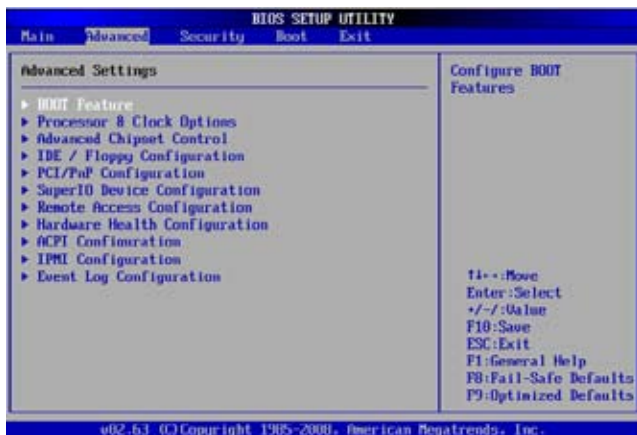 BIOS SETUP UTILITY
Main Advanced Security Boot Exit
Advanced Settings
▶ BOOT Feature
▶ Processor & Clock Options
▶ Advanced Chipset Control
▶ IDE / Floppy Configuration
▶ PCI/PnP Configuration
▶ SuperIO Device Configuration
▶ Remote Access Configuration
▶ Hardware Health Configuration
▶ ACPI Configuration
▶ IPMI Configuration
▶ Event Log Configuration
Configure BOOT
Features
↑↓←→:Move
Enter:Select
+/-/:Value
F10:Save
ESC:Exit
F1:General Help
F8:Fail-Safe Defaults
F9:Optimized Defaults
v02.63 (C)Copyright 1985-2008, American Megatrends, Inc.